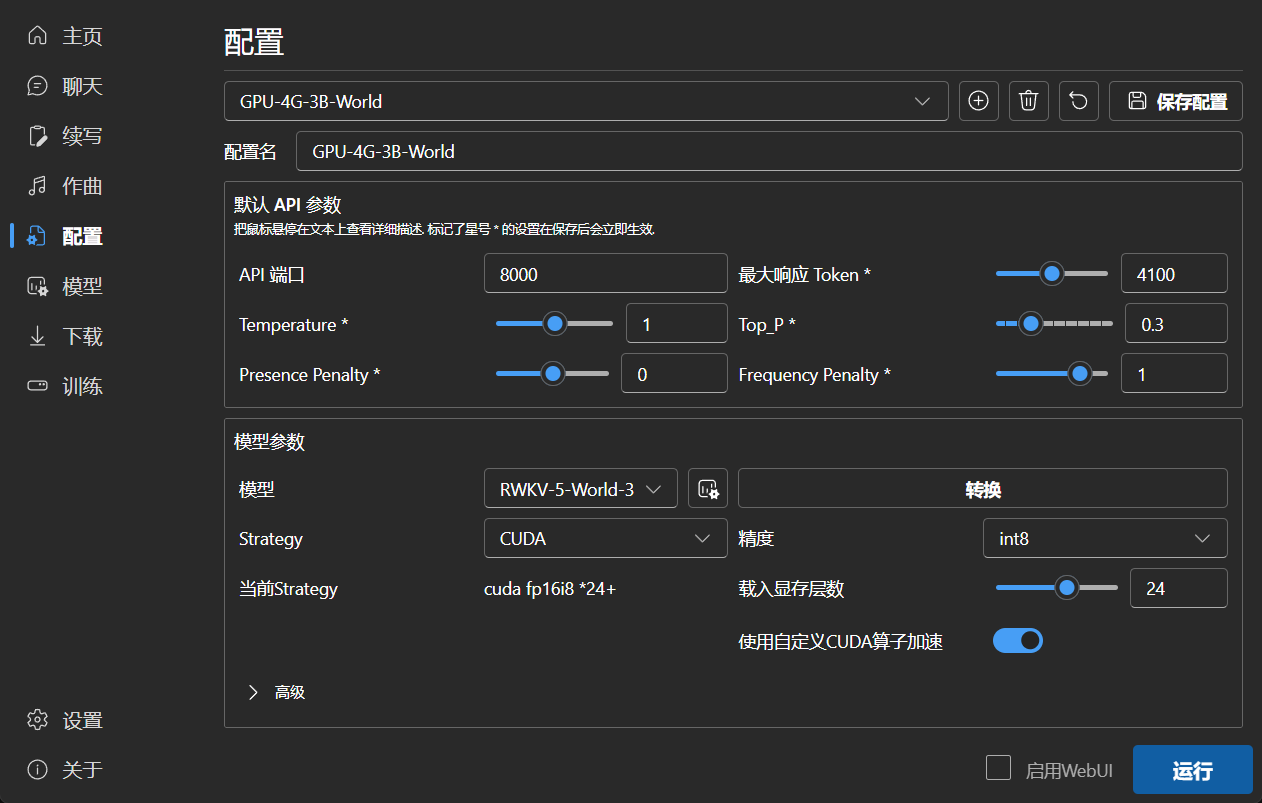 主页
聊天
续写
作曲
配置
模型
下载
训练
设置
关于
配置
GPU-4G-3B-World
保存配置
配置名
GPU-4G-3B-World
默认 API 参数
把鼠标悬停在文本上查看详细描述. 标记了星号 * 的设置在保存后会立即生效.
API 端口
8000
最大响应 Token *
4100
Temperature *
1
Top_P *
0.3
Presence Penalty *
0
Frequency Penalty *
1
模型参数
模型
RWKV-5-World-3
转换
Strategy
CUDA
精度
int8
当前Strategy
cuda fp16i8 *24+
载入显存层数
24
使用自定义CUDA算子加速
高级
启用WebUI
运行